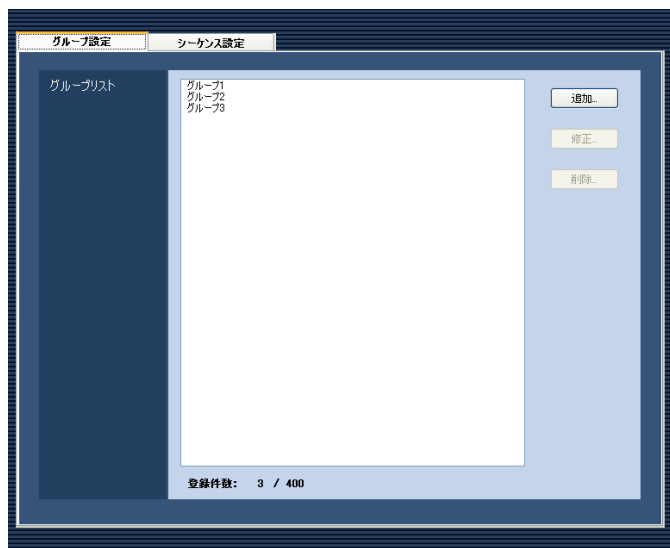 グループ設定
シーケンス設定
グループリスト
グループ1
グループ2
グループ3
追加...
修正...
削除...
登録件数: 3 / 400